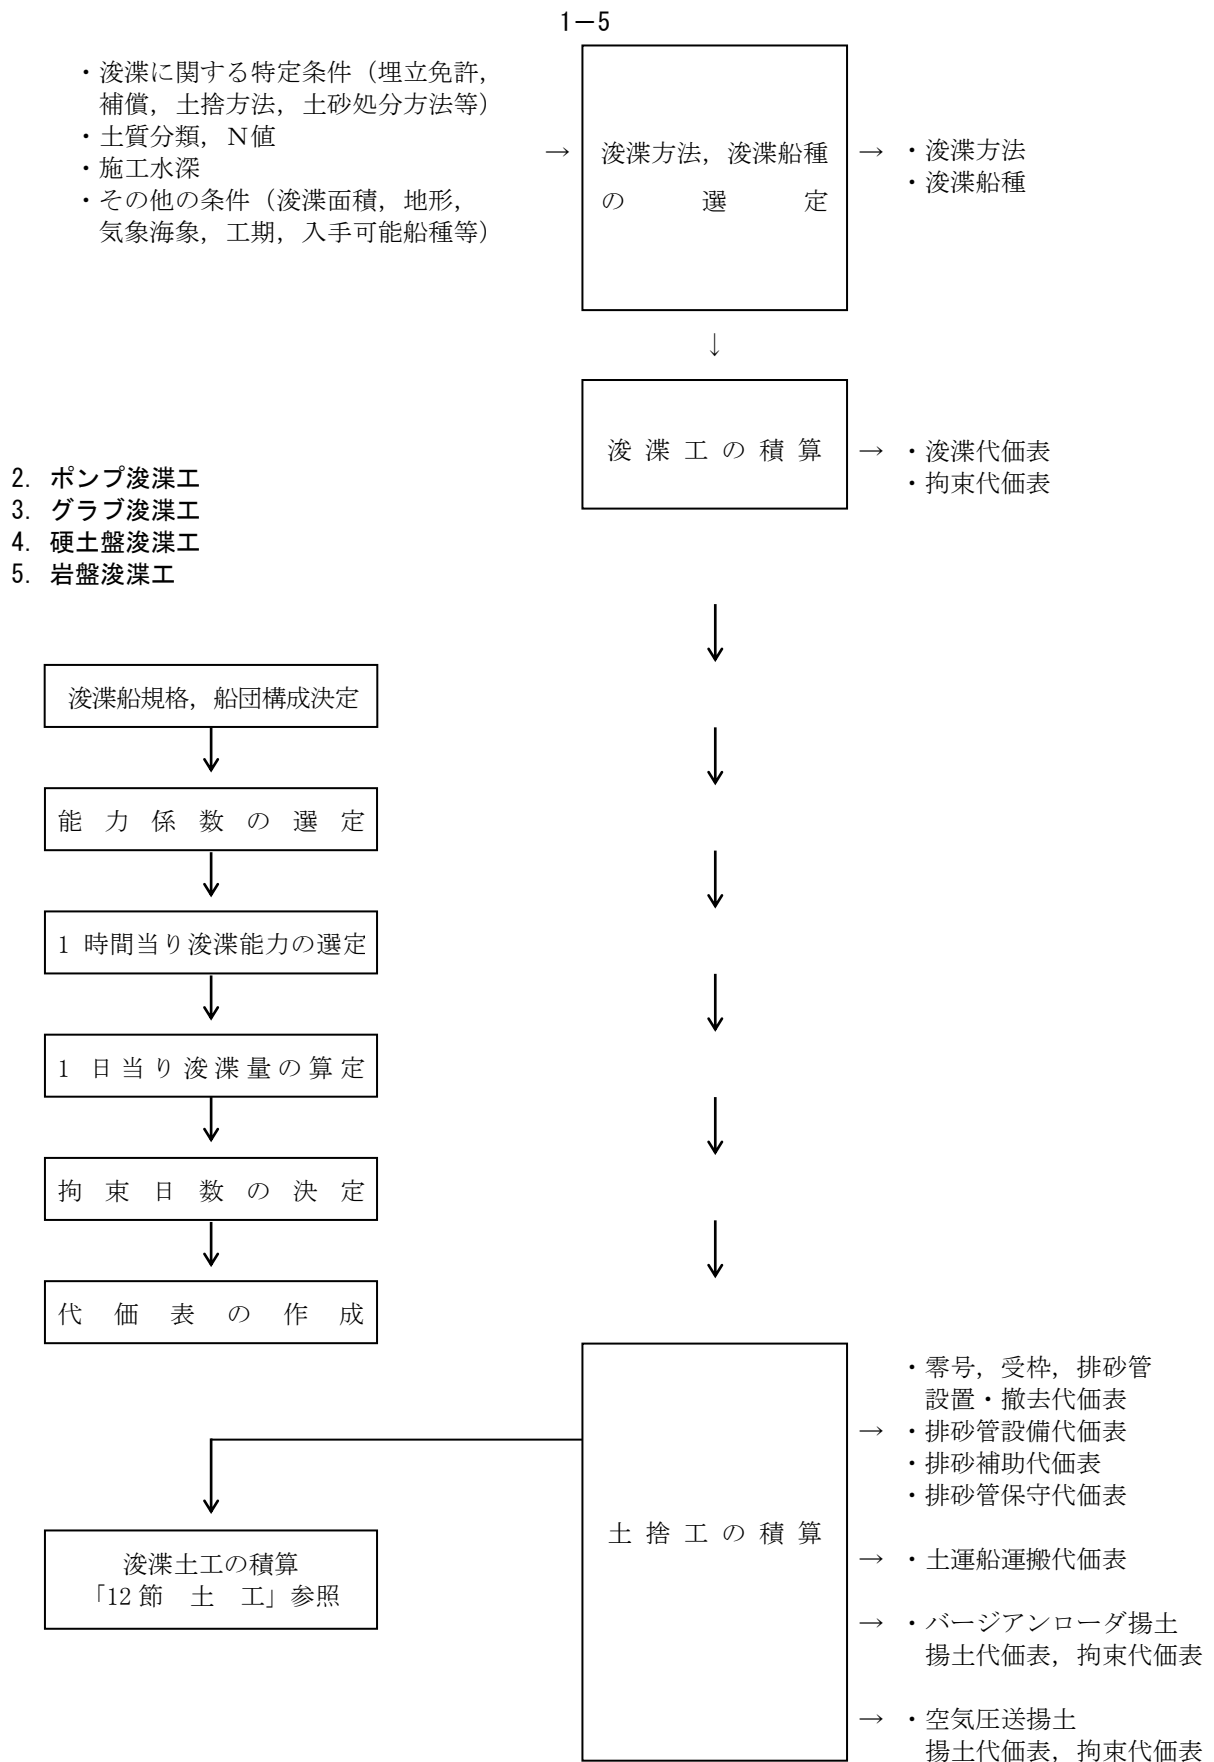 1－5
・浚渫に関する特定条件（埋立免許，
補償，土捨方法，土砂処分方法等）
・土質分類，Ｎ値
・施工水深
・その他の条件（浚渫面積，地形，
気象海象，工期，入手可能船種等）
→
浚渫方法，浚渫船種
の　選　定
→ ・浚渫方法
・浚渫船種
↓
浚 渫 工 の 積 算
→ ・浚渫代価表
・拘束代価表
2. ポンプ浚渫工
3. グラブ浚渫工
4. 硬土盤浚渫工
5. 岩盤浚渫工
浚渫船規格，船団構成決定
能 力 係 数 の 選 定
1 時間当り浚渫能力の選定
1 日当り浚渫量の算定
拘 束 日 数 の 決 定
代 価 表 の 作 成
土 捨 工 の 積 算
・零号，受枠，排砂管
設置・撤去代価表
→ ・排砂管設備代価表
・排砂補助代価表
・排砂管保守代価表
→ ・土運船運搬代価表
→ ・バージアンローダ揚土
揚土代価表，拘束代価表
→ ・空気圧送揚土
揚土代価表，拘束代価表
浚渫土工の積算
「12 節　土　工」参照